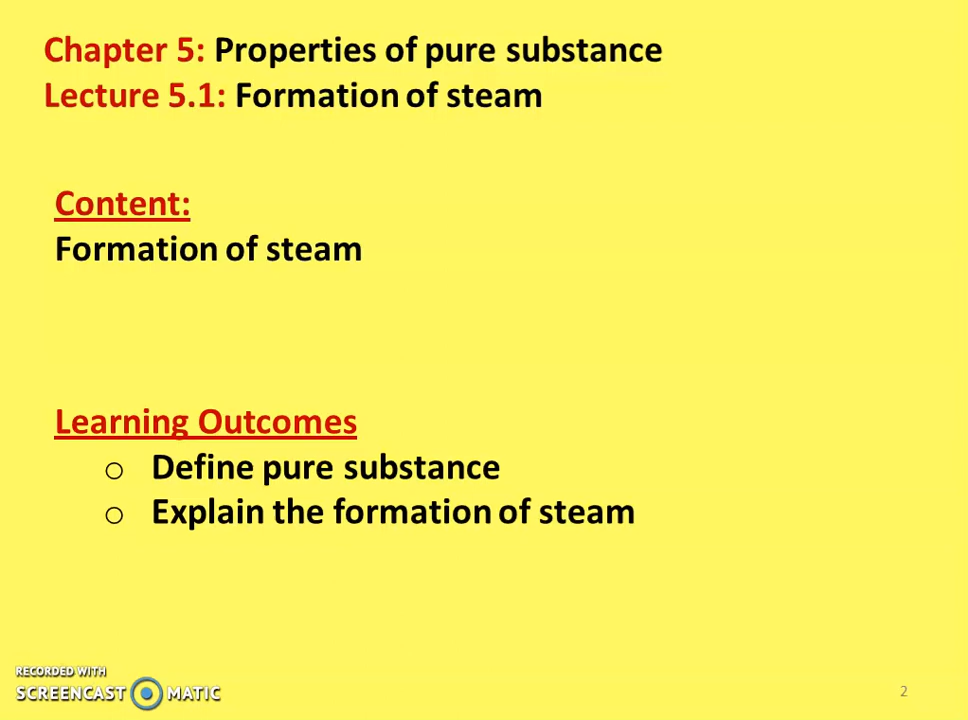 Chapter 5: Properties of pure substance
Lecture 5.1: Formation of steam
Content:
Formation of steam
Learning Outcomes
o Define pure substance
o Explain the formation of steam
RECORDED WITH
SCREENCAST MATIC
2